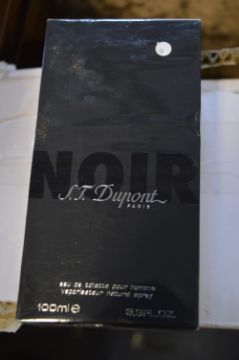 NOIR
S.T. Dupont
PARIS
eau de toilette pour homme
vaporisateur natural spray
100ml e 3,3FL.OZ